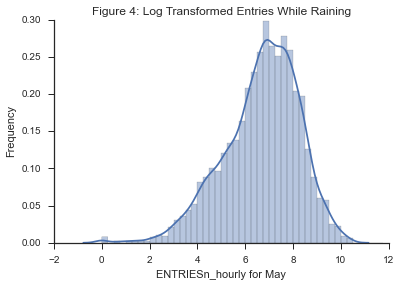 Figure 4: Log Transformed Entries While Raining
0.30
0.25
0.20
0.15
0.10
0.05
0.00
Frequency
−2 0 2 4 6 8 10 12
ENTRIESn_hourly for May